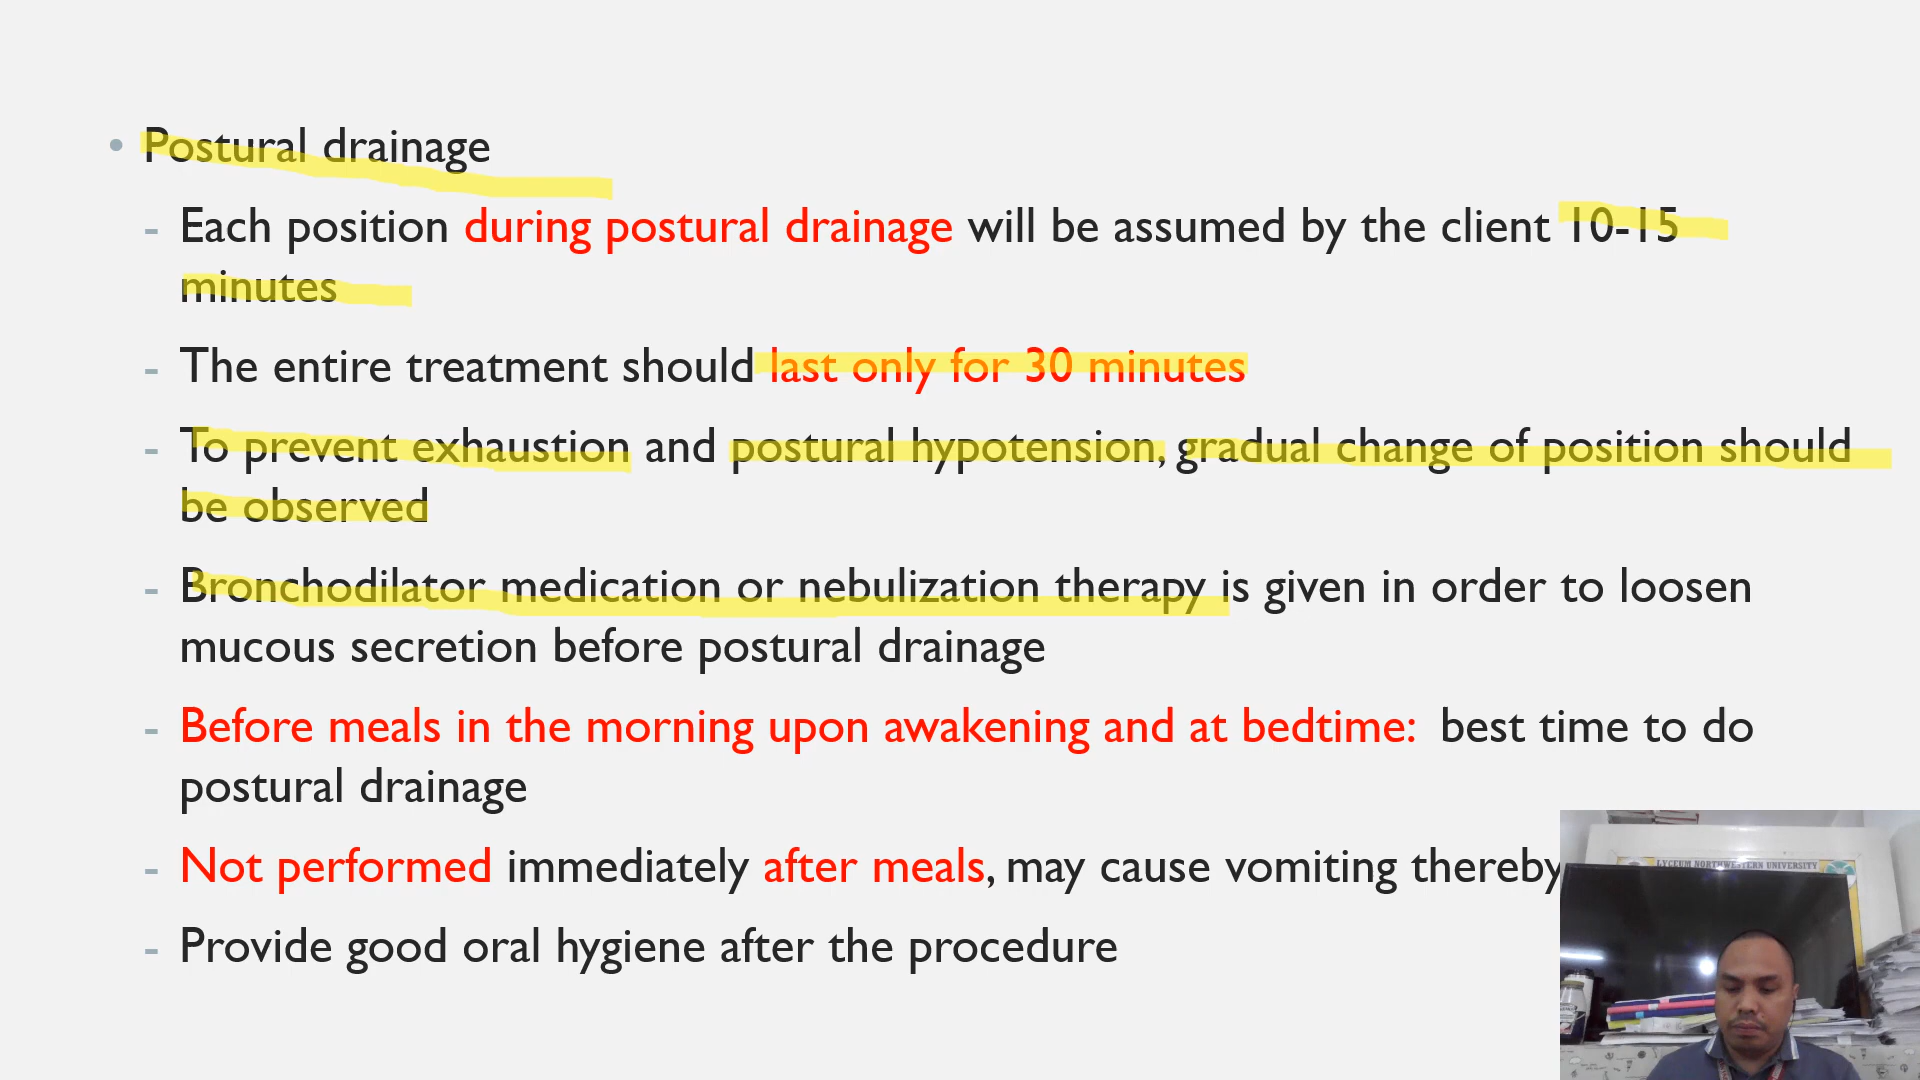 • Postural drainage
- Each position during postural drainage will be assumed by the client 10-15
minutes
- The entire treatment should last only for 30 minutes
- To prevent exhaustion and postural hypotension, gradual change of position should
be observed
- Bronchodilator medication or nebulization therapy is given in order to loosen
mucous secretion before postural drainage
- Before meals in the morning upon awakening and at bedtime: best time to do
postural drainage
- Not performed immediately after meals, may cause vomiting thereby
- Provide good oral hygiene after the procedure
LYCEUM NORTHWESTERN UNIVERSITY